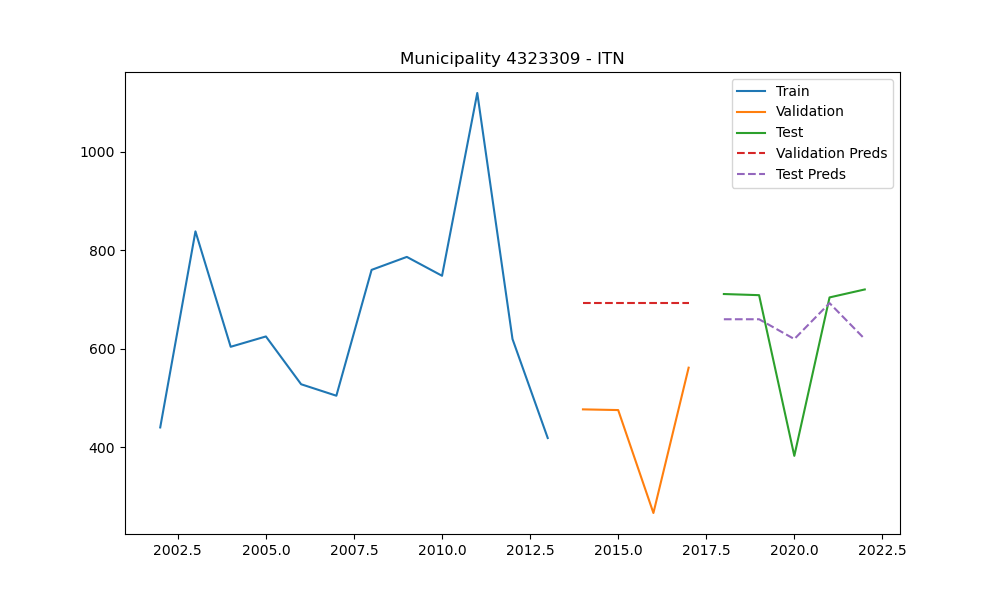 Municipality 4323309 - ITN
Train
Validation
Test
Validation Preds
Test Preds
1000
800
600
400
2002.5 2005.0 2007.5 2010.0 2012.5 2015.0 2017.5 2020.0 2022.5